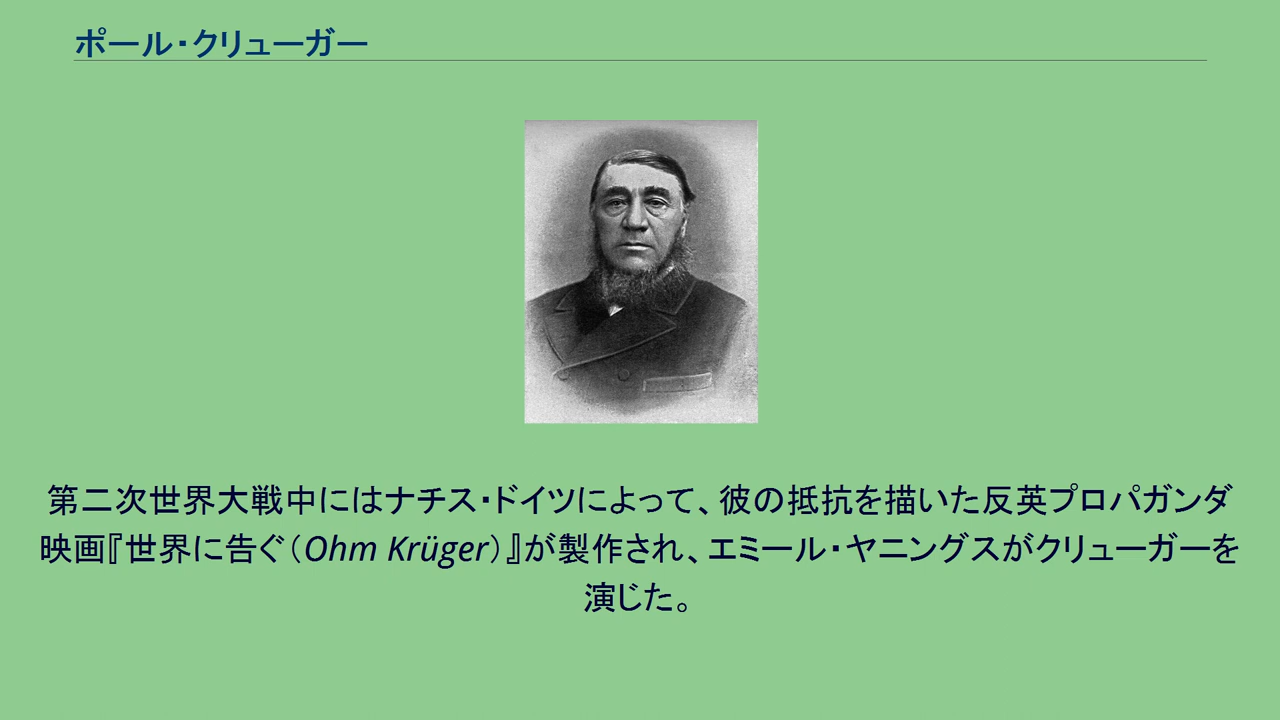 ポール・クリューガー
第二次世界大戦中にはナチス・ドイツによって、彼の抵抗を描いた反英プロパガンダ
映画『世界に告ぐ（Ohm Krüger）』が製作され、エミール・ヤニングスがクリューガーを
演じた。